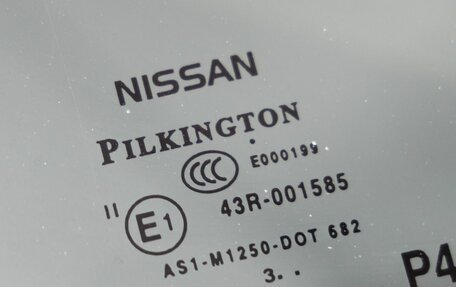 NISSAN
PILKINGTON
CCC E000199
II E1 43R-001585
AS1-M1250-DOT 682
3. .
P4